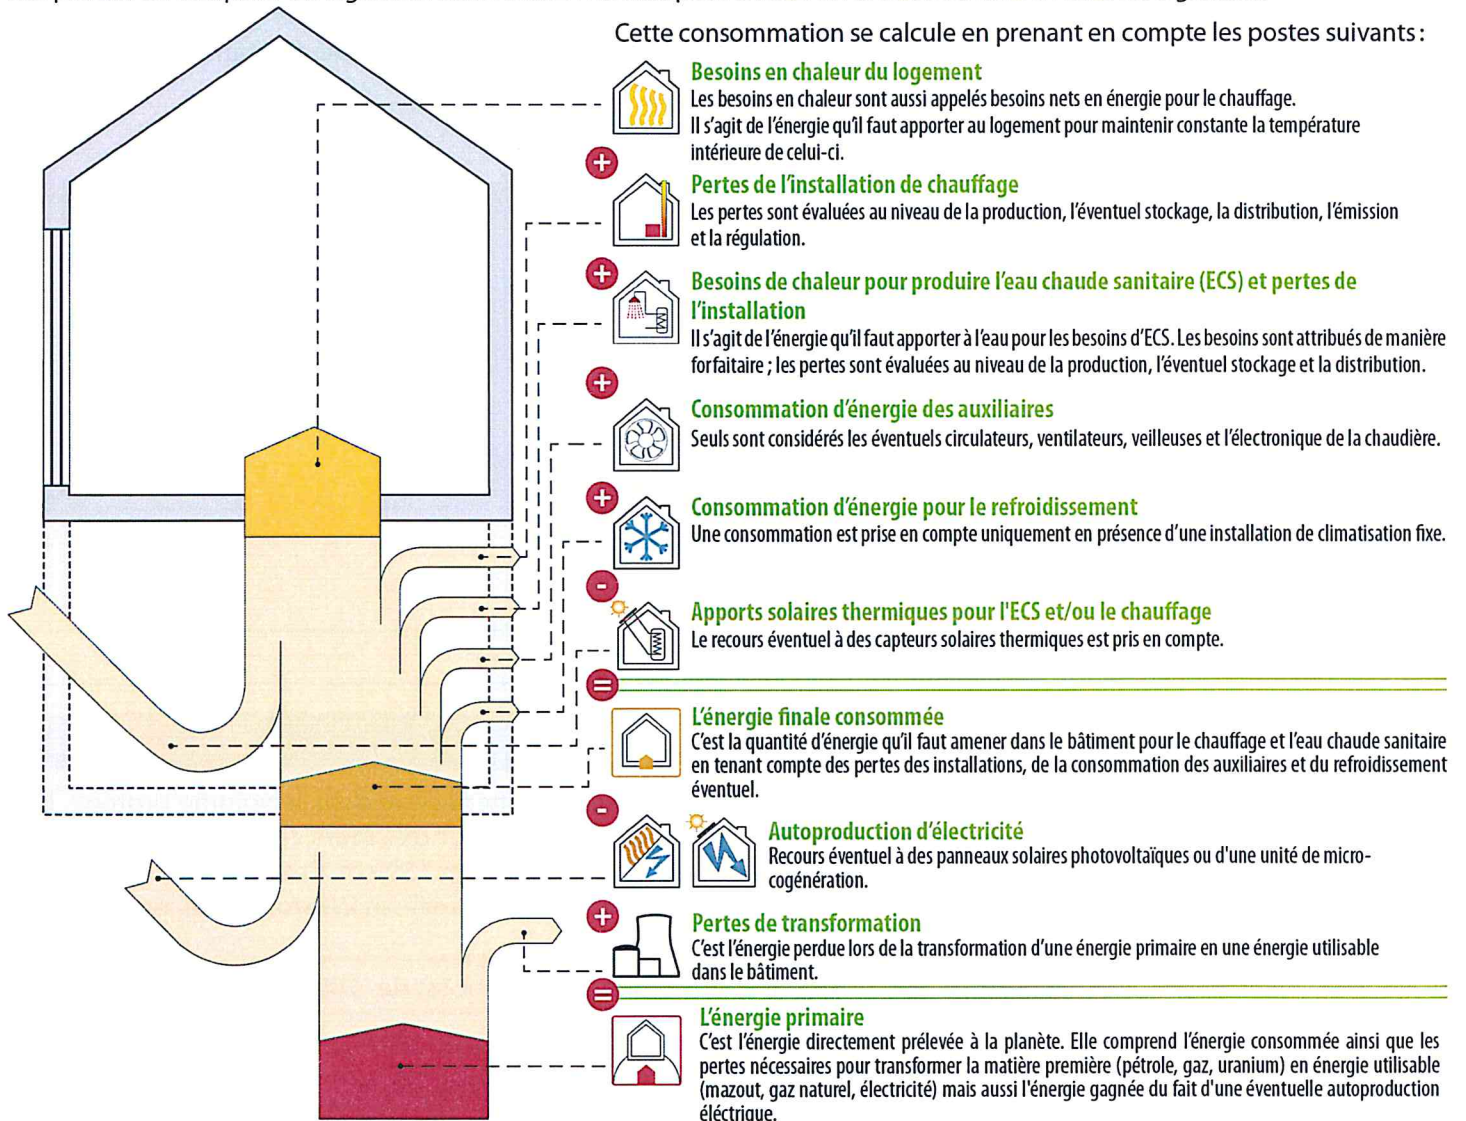 Cette consommation se calcule en prenant en compte les postes suivants :
Besoins en chaleur du logement
Les besoins en chaleur sont aussi appelés besoins nets en énergie pour le chauffage.
Il s'agit de l'énergie qu'il faut apporter au logement pour maintenir constante la température
intérieure de celui-ci.
+
Pertes de l'installation de chauffage
Les pertes sont évaluées au niveau de la production, l'éventuel stockage, la distribution, l'émission
et la régulation.
+
Besoins de chaleur pour produire l'eau chaude sanitaire (ECS) et pertes de
l'installation
Il s'agit de l'énergie qu'il faut apporter à l'eau pour les besoins d'ECS. Les besoins sont attribués de manière
forfaitaire ; les pertes sont évaluées au niveau de la production, l'éventuel stockage et la distribution.
+
Consommation d'énergie des auxiliaires
Seuls sont considérés les éventuels circulateurs, ventilateurs, veilleuses et l'électronique de la chaudière.
+
Consommation d'énergie pour le refroidissement
Une consommation est prise en compte uniquement en présence d'une installation de climatisation fixe.
-
Apports solaires thermiques pour l'ECS et/ou le chauffage
Le recours éventuel à des capteurs solaires thermiques est pris en compte.
=
L'énergie finale consommée
C'est la quantité d'énergie qu'il faut amener dans le bâtiment pour le chauffage et l'eau chaude sanitaire
en tenant compte des pertes des installations, de la consommation des auxiliaires et du refroidissement
éventuel.
-
Autoproduction d'électricité
Recours éventuel à des panneaux solaires photovoltaïques ou d'une unité de micro-
cogénération.
+
Pertes de transformation
C'est l'énergie perdue lors de la transformation d'une énergie primaire en une énergie utilisable
dans le bâtiment.
=
L'énergie primaire
C'est l'énergie directement prélevée à la planète. Elle comprend l'énergie consommée ainsi que les
pertes nécessaires pour transformer la matière première (pétrole, gaz, uranium) en énergie utilisable
(mazout, gaz naturel, électricité) mais aussi l'énergie gagnée du fait d'une éventuelle autoproduction
éléctrique.